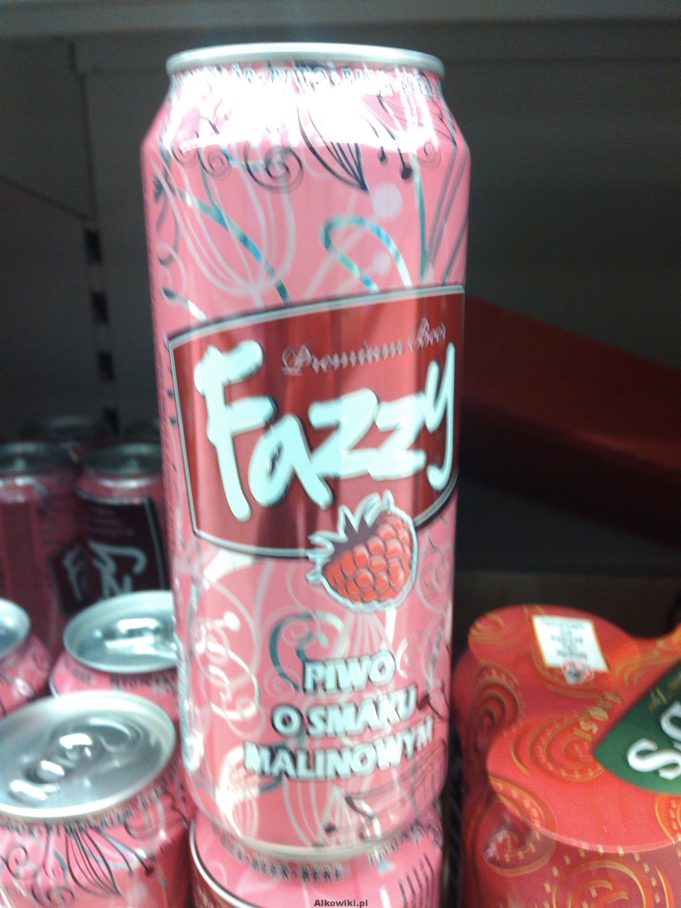 Premium Beer
Fazzy
PIWO
O SMAKU
MALINOWYM
Alkowiki.pl